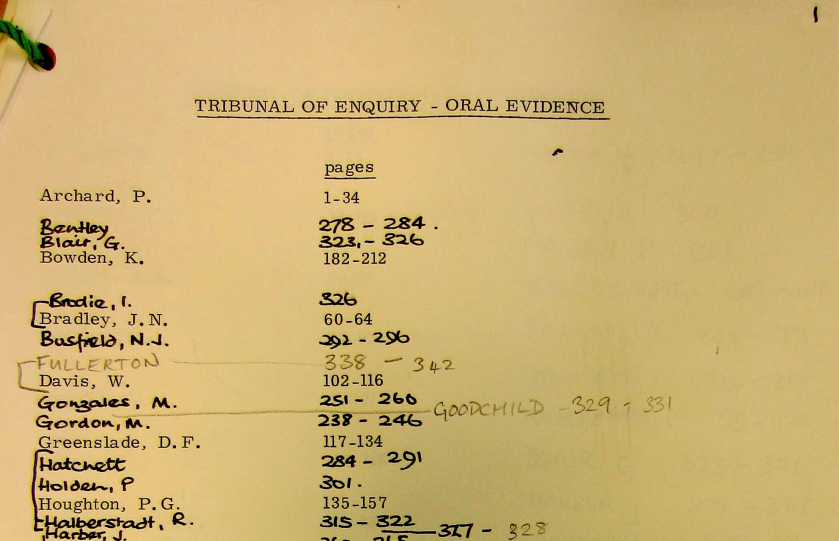 1
TRIBUNAL OF ENQUIRY - ORAL EVIDENCE
pages
Archard, P. 1-34
Bentley 278 - 284.
Blair, G. 323, - 326
Bowden, K. 182-212
Brodie, I. 326
Bradley, J. N. 60-64
Busfield, N.J. 292 - 296
FULLERTON 338 - 342
Davis, W. 102-116
Gonzales, M. 251 - 260
GOODCHILD - 329 - 331
Gordon, M. 238 - 246
Greenslade, D. F. 117-134
Hatchett 284 - 291
Holden, P 301.
Houghton, P. G. 135-157
Halberstadt, R. 315 - 322
Harber, J. 327 - 328